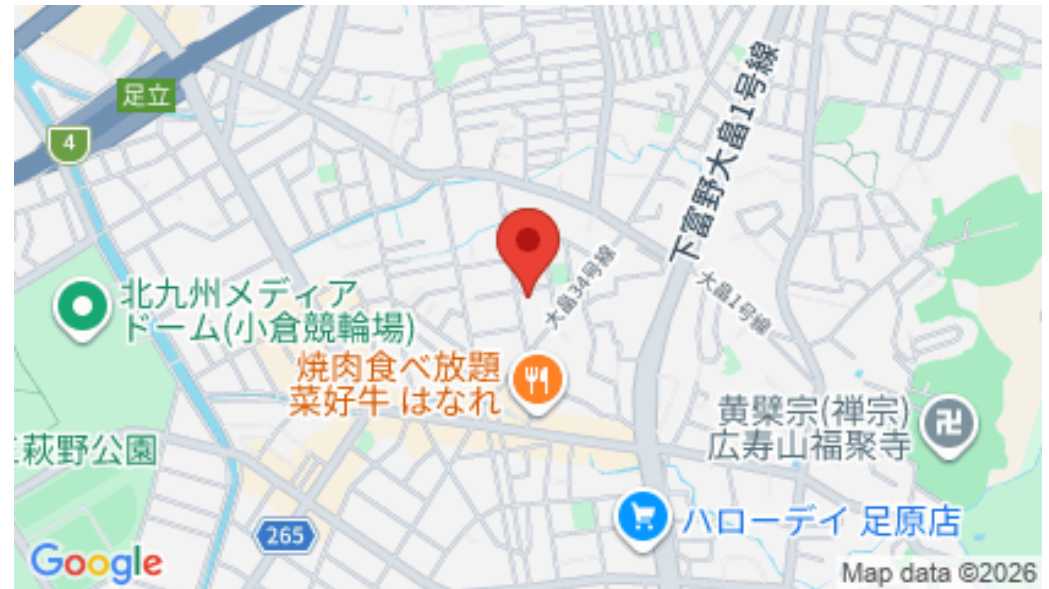 足立
4
下富野大畠1号線
北九州メディア
ドーム(小倉競輪場)
大畠34号線
大畠1号線
焼肉食べ放題
菜好牛 はなれ
黄檗宗(禅宗)
広寿山福聚寺
萩野公園
265
ハローデイ 足原店
Google
Map data ©2026